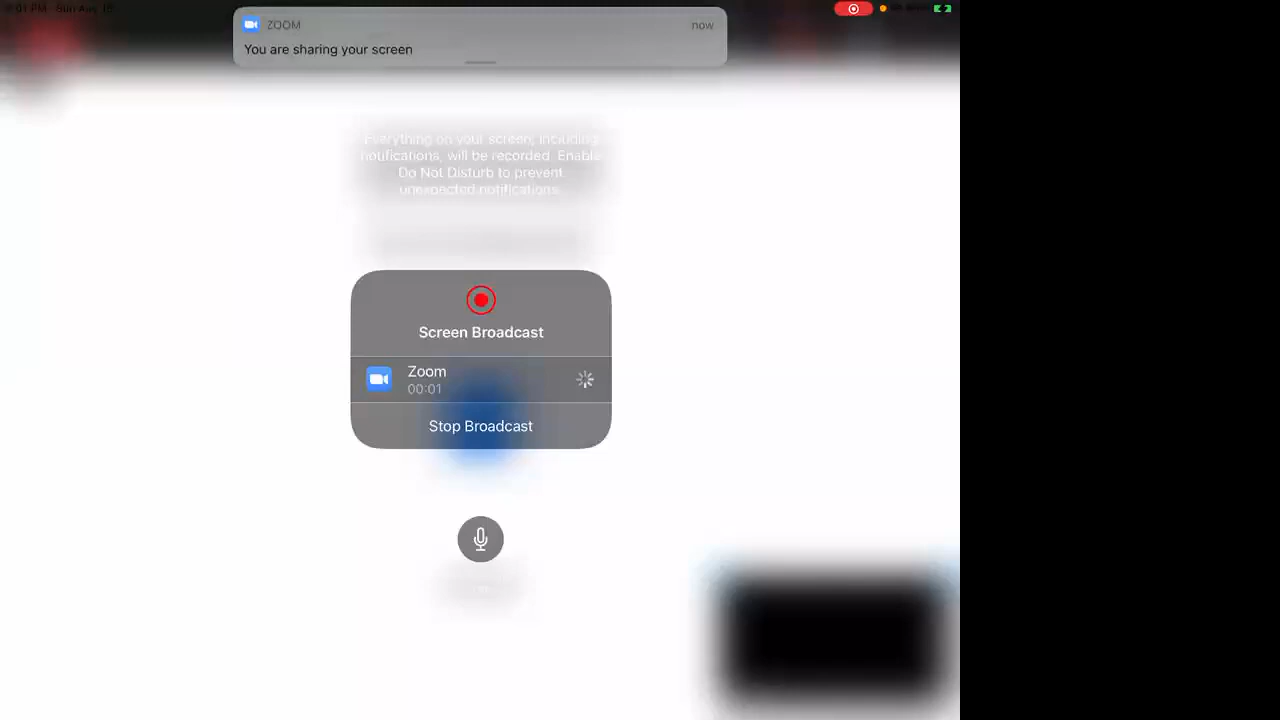 ZOOM
now
You are sharing your screen
Everything on your screen, including
notifications, will be recorded. Enable
Do Not Disturb to prevent
unexpected notifications.
Screen Broadcast
Zoom
00:01
Stop Broadcast